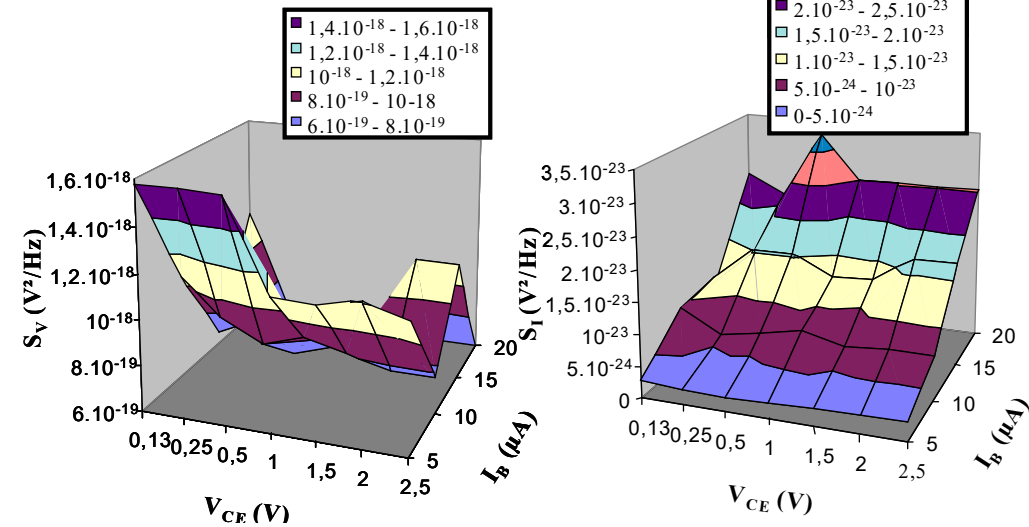 1,4.10-18 - 1,6.10-18
1,2.10-18 - 1,4.10-18
10-18 - 1,2.10-18
8.10-19 - 10-18
6.10-19 - 8.10-19
1,6.10-18
1,4.10-18
1,2.10-18
10-18
8.10-19
6.10-19
SV (V²/Hz)
0,13
0,25
0,5
1
1,5
2
2,5
VCE (V)
5
10
15
20
IB (µA)
2.10-23 - 2,5.10-23
1,5.10-23 - 2.10-23
1.10-23 - 1,5.10-23
5.10-24 - 10-23
0-5.10-24
3,5.10-23
3.10-23
2,5.10-23
2.10-23
1,5.10-23
10-23
5.10-24
0
SI (V²/Hz)
0,13
0,25
0,5
1
1,5
2
2,5
VCE (V)
5
10
15
20
IB (µA)